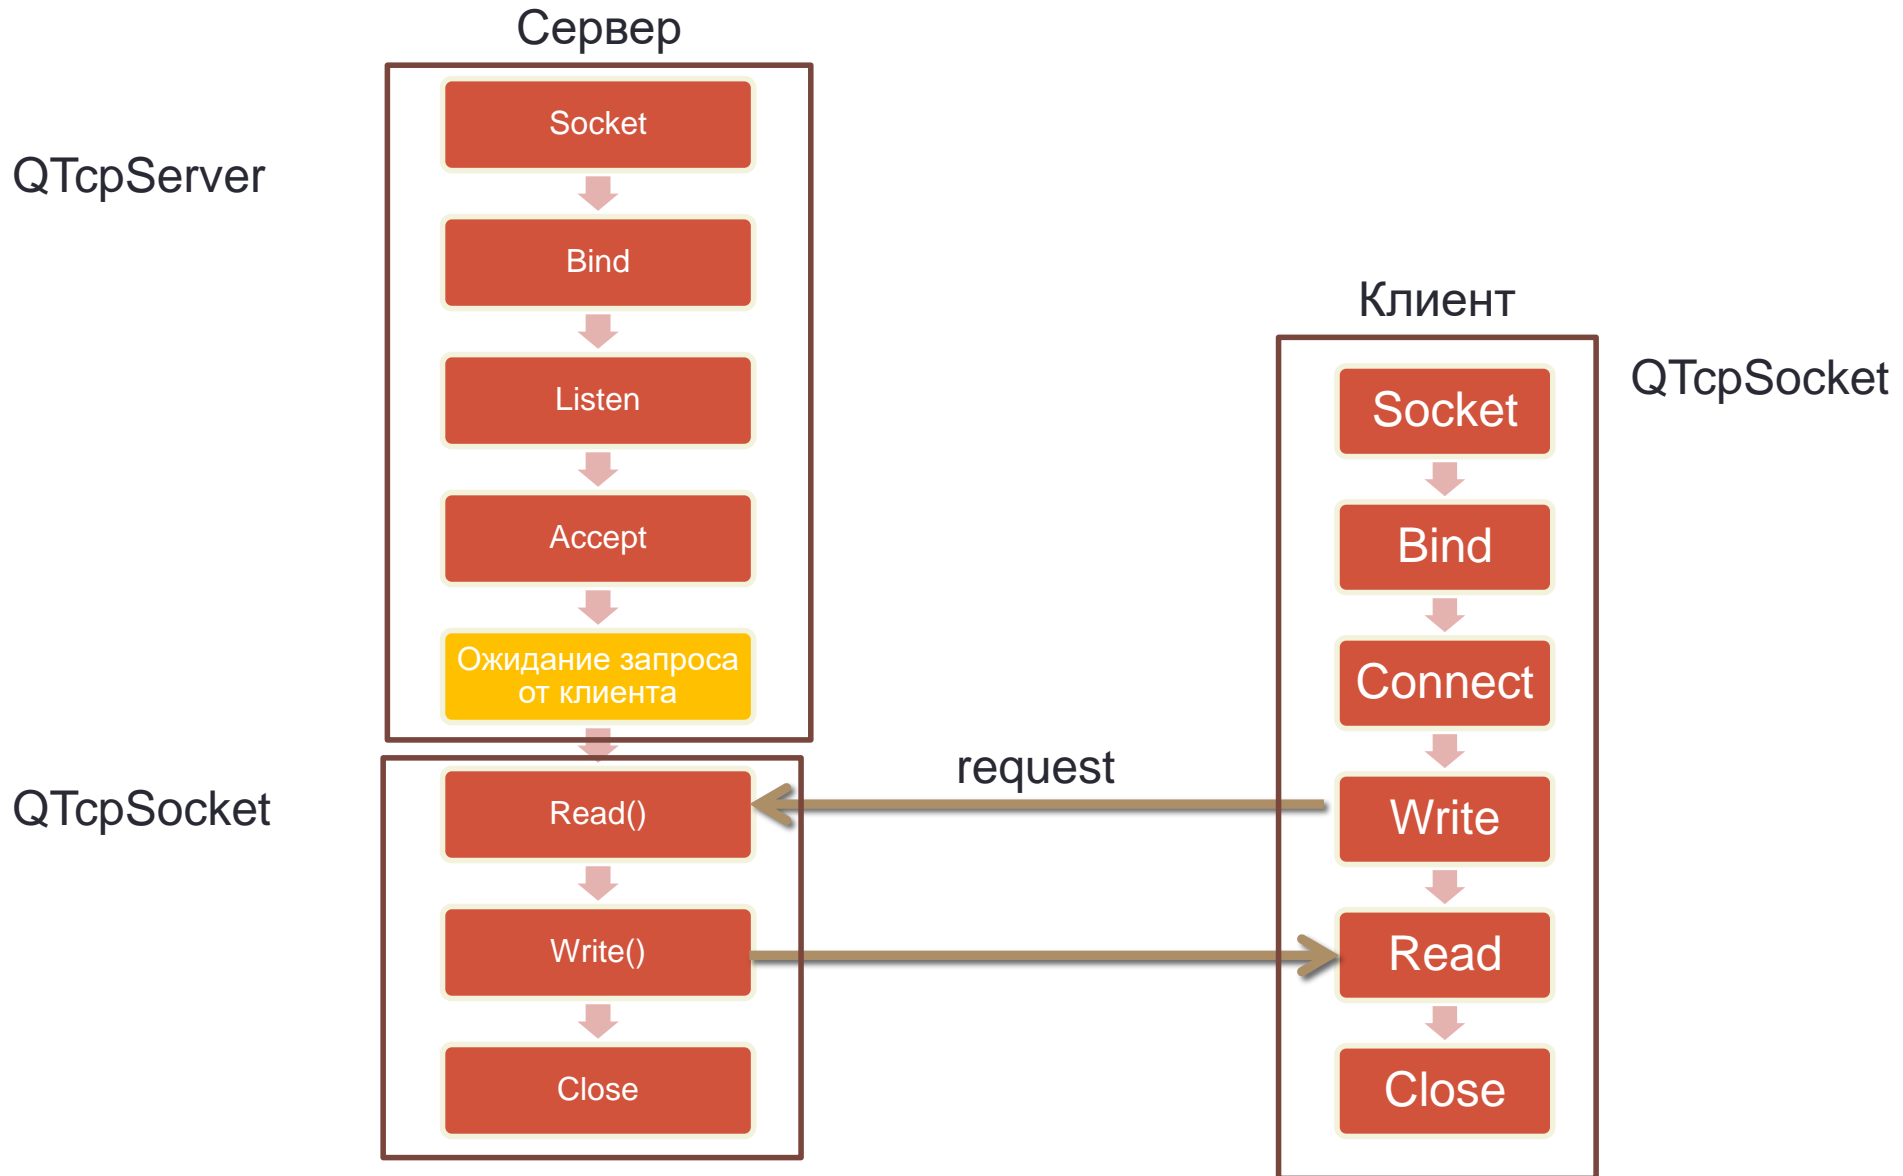 Сервер
QTcpServer
Socket
Bind
Listen
Accept
Ожидание запроса
от клиента
QTcpSocket
Read()
Write()
Close
request
Клиент
QTcpSocket
Socket
Bind
Connect
Write
Read
Close